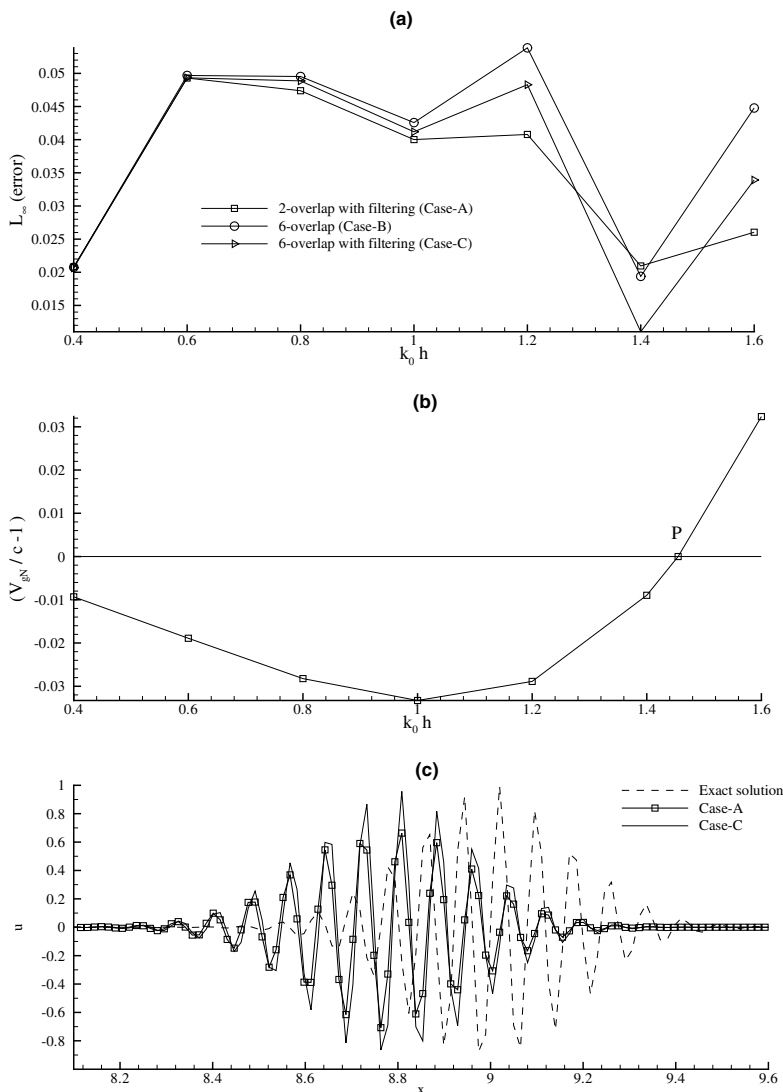 (a)
0.05
0.045
0.04
0.035
0.03
0.025
0.02
0.015
L∞ (error)
2-overlap with filtering (Case-A)
6-overlap (Case-B)
6-overlap with filtering (Case-C)
0.4 0.6 0.8 1 1.2 1.4 1.6
k0 h
(b)
0.03
0.02
0.01
0
-0.01
-0.02
-0.03
(VgN / c -1)
P
0.4 0.6 0.8 1 1.2 1.4 1.6
k0 h
(c)
1
0.8
0.6
0.4
0.2
0
-0.2
-0.4
-0.6
-0.8
u
Exact solution
Case-A
Case-C
8.2 8.4 8.6 8.8 9 9.2 9.4 9.6
x